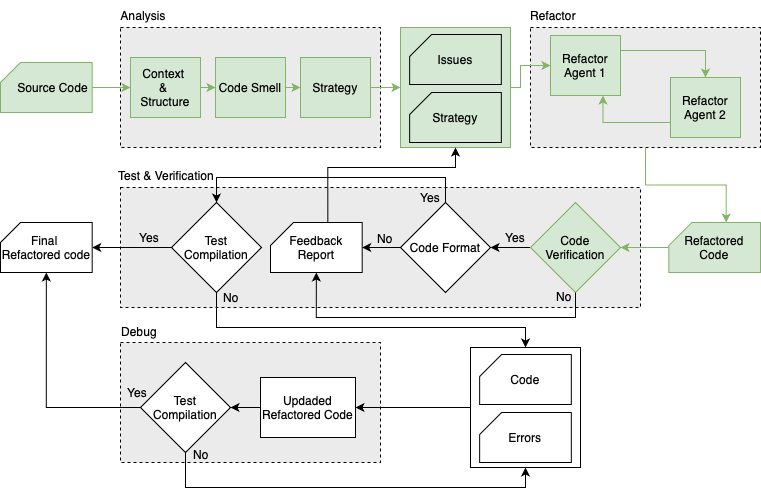 Analysis
Refactor
Source Code
Context
&
Structure
Code Smell
Strategy
Issues
Strategy
Refactor
Agent 1
Refactor
Agent 2
Test & Verification
Yes
Final
Refactored code
Yes
Test
Compilation
Feedback
Report
No
Code Format
Yes
Code
Verification
Refactored
Code
No
No
Debug
Yes
Test
Compilation
Updaded
Refactored Code
Code
Errors
No